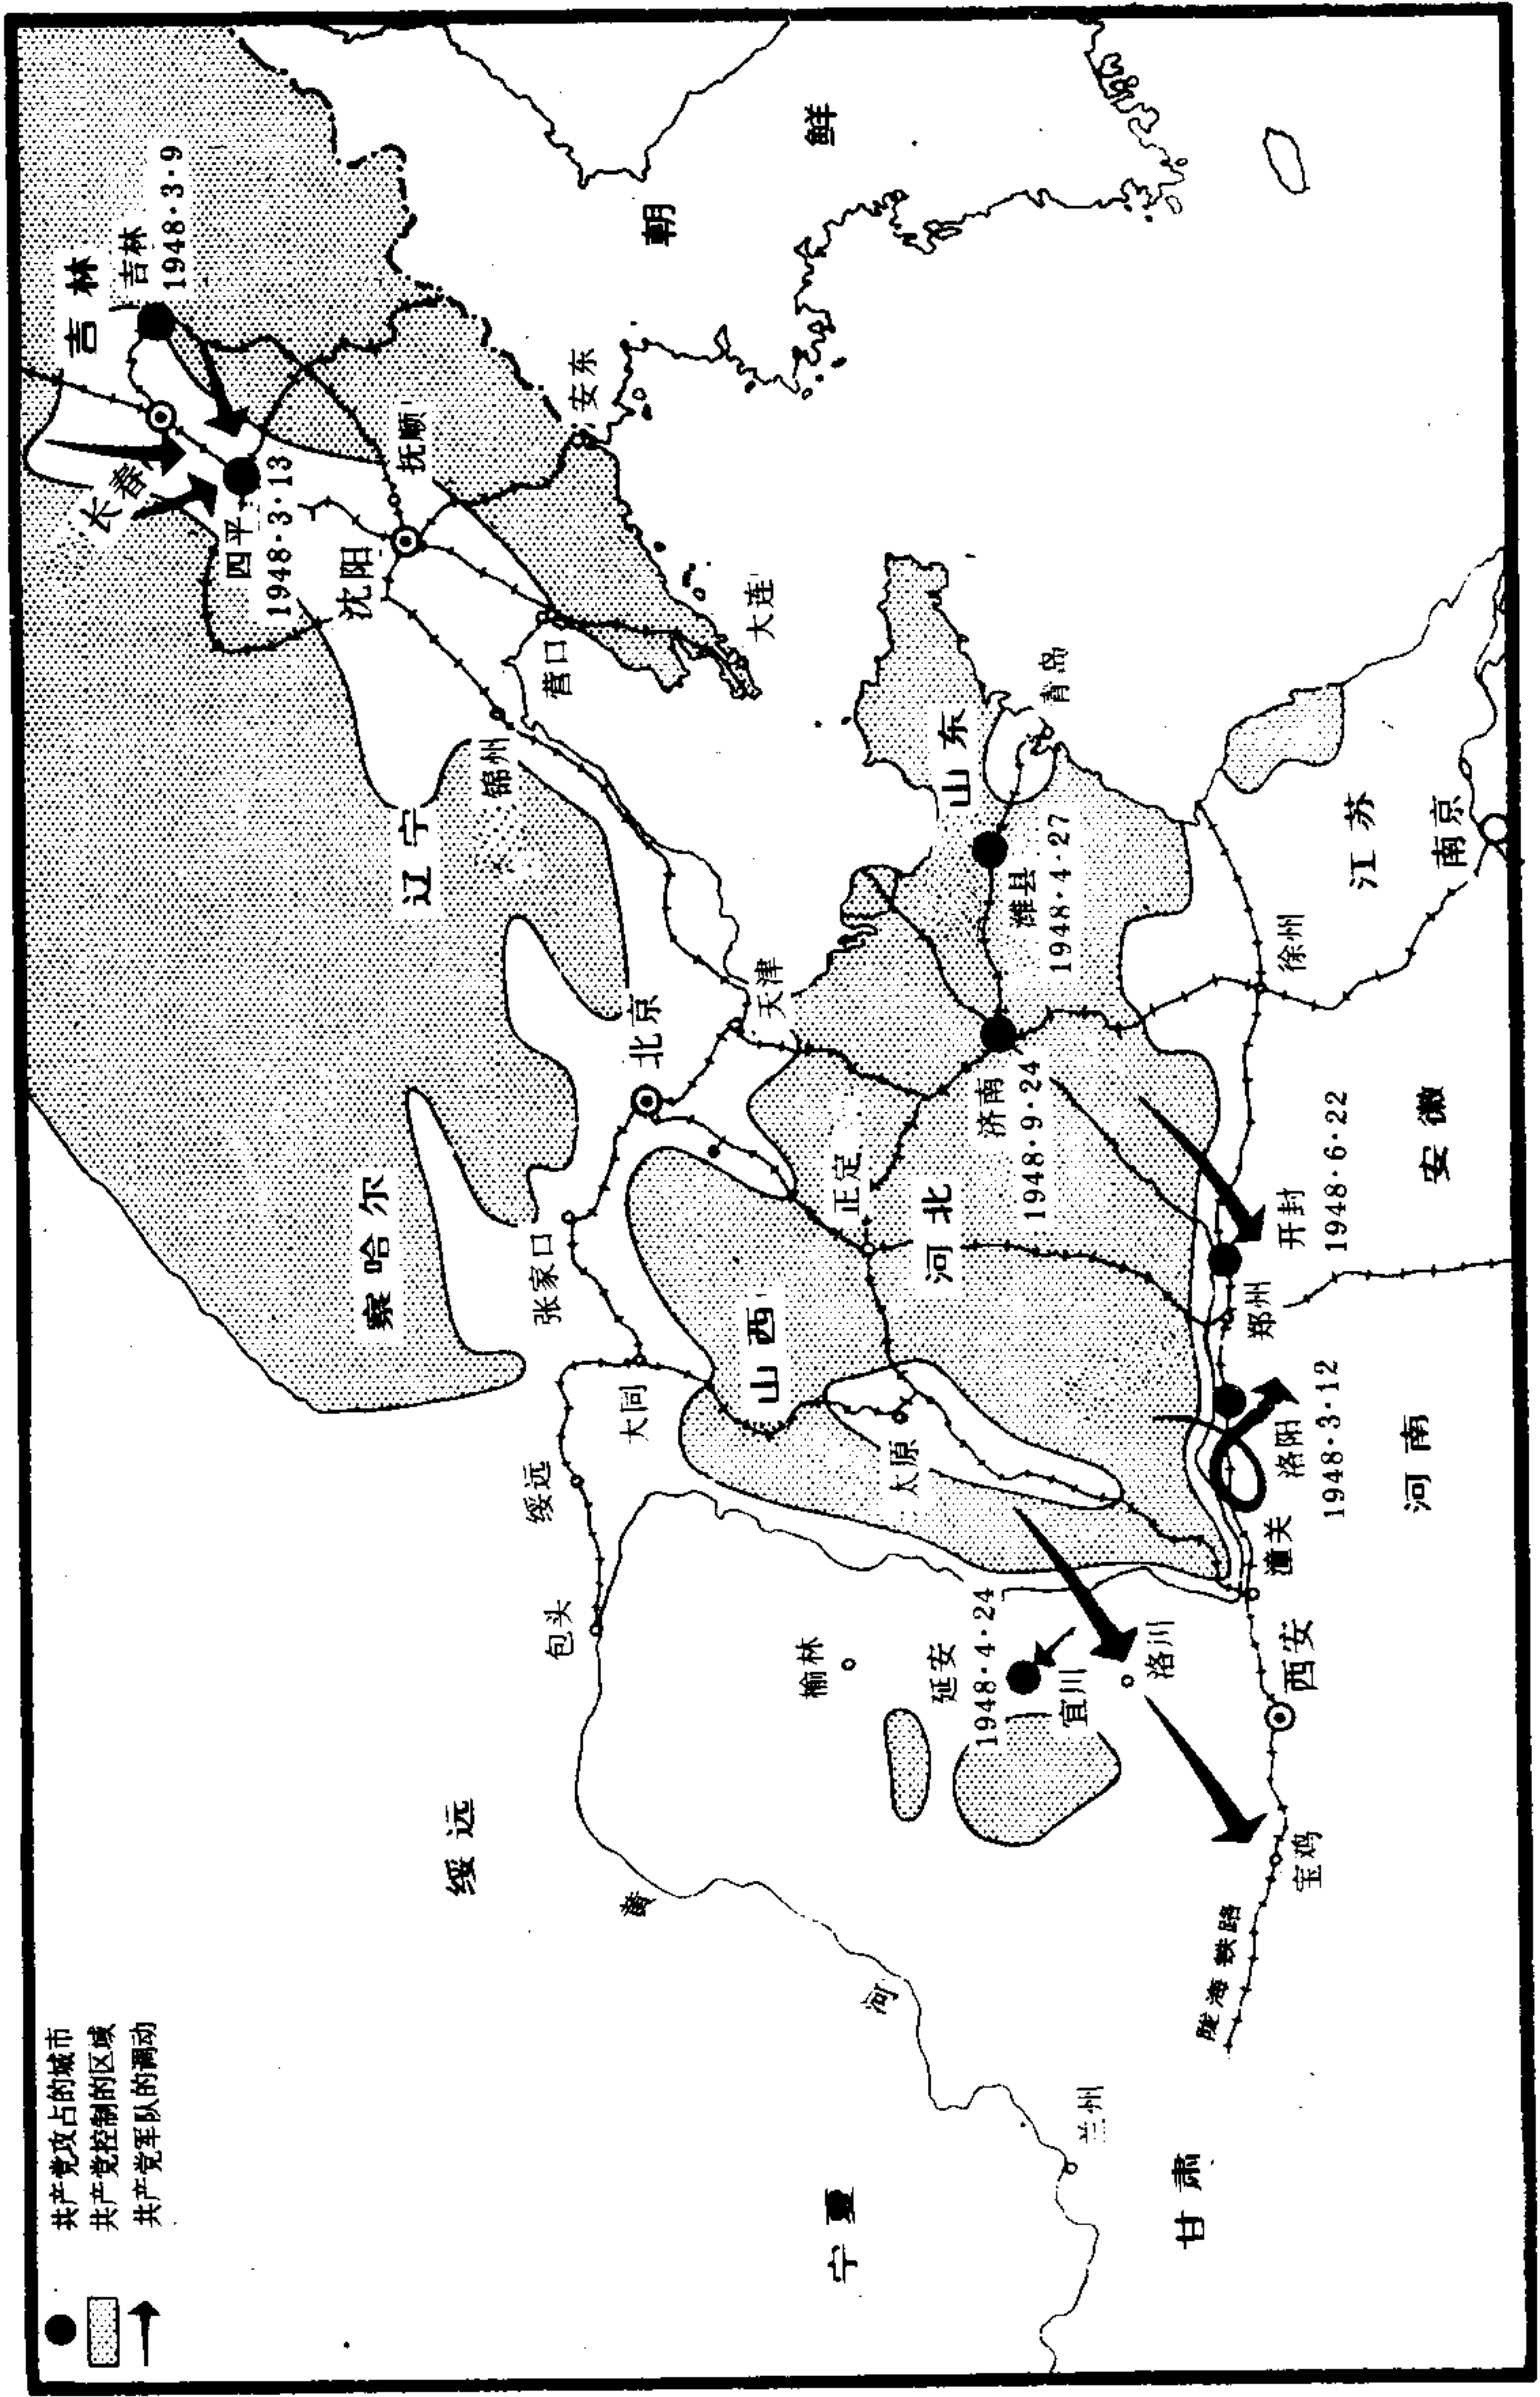 共产党攻占的城市
共产党控制的区域
共产党军队的调动
吉林
吉林
1948·3·9
长春
四平
1948·3·13
沈阳
抚顺
安东
营口
大连
锦州
辽宁
朝鲜
察哈尔
北京
天津
张家口
大同
绥远
包头
绥远
山东
青岛
潍县
1948·4·27
济南
1948·9·24
正定
河北
山西
太原
徐州
江苏
南京
安徽
开封
1948·6·22
郑州
洛阳
1948·3·12
河南
潼关
西安
榆林
延安
1948·4·24
宜川
洛川
宝鸡
陇海铁路
黄河
兰州
宁夏
甘肃